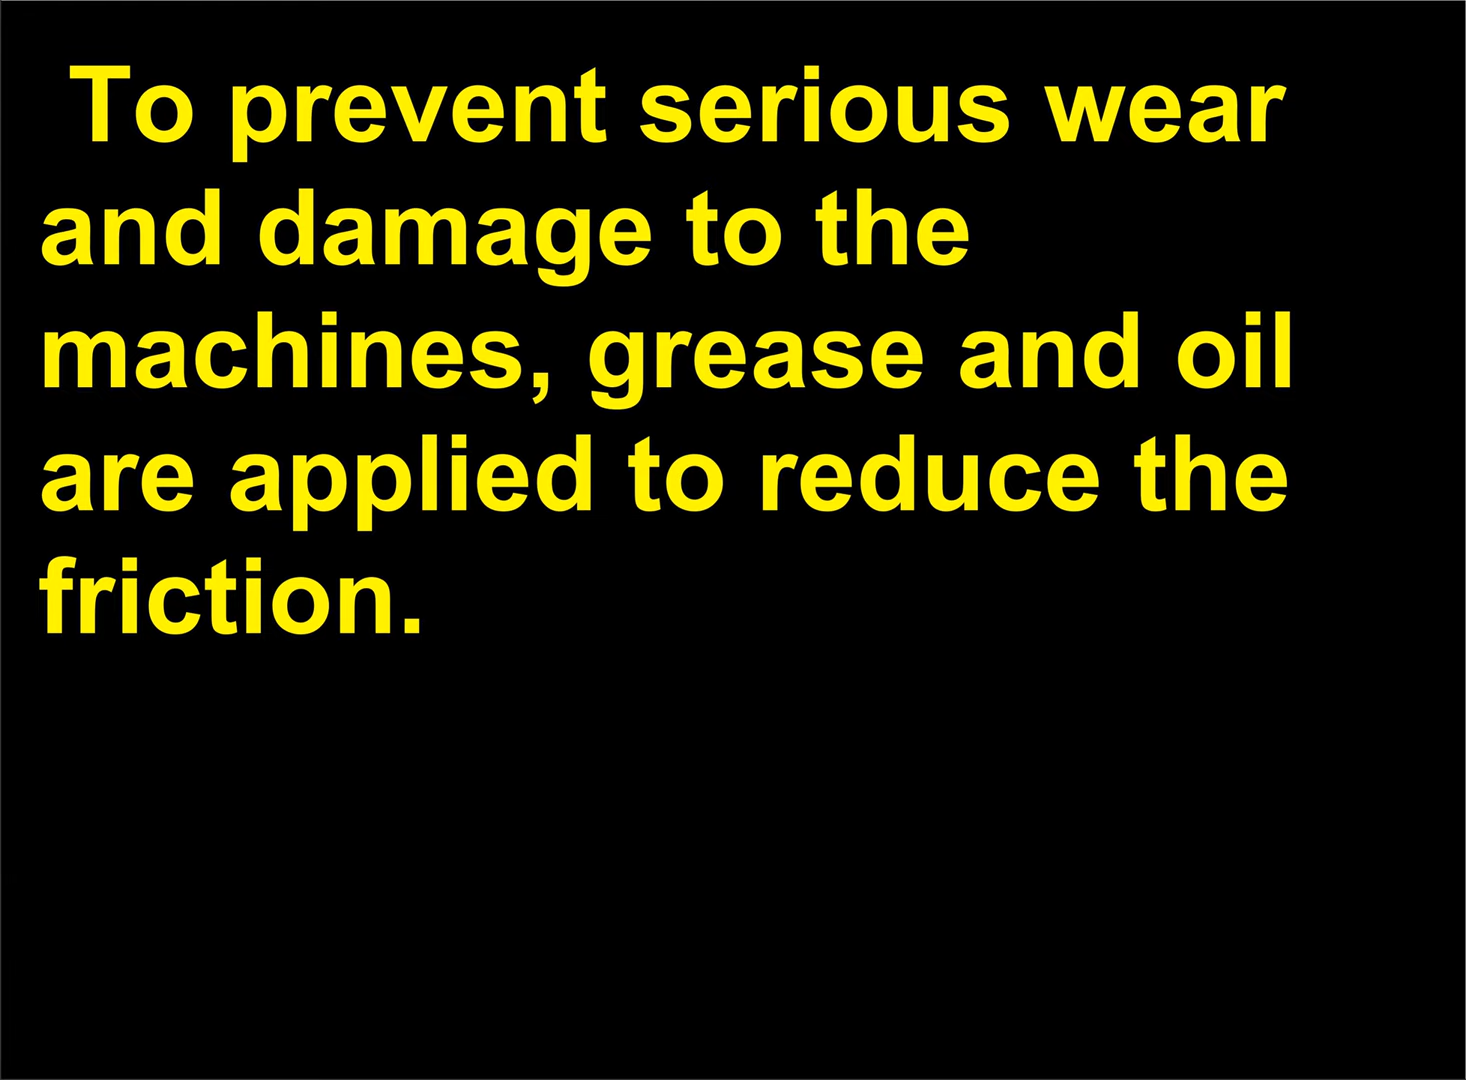 To prevent serious wear
and damage to the
machines, grease and oil
are applied to reduce the
friction.